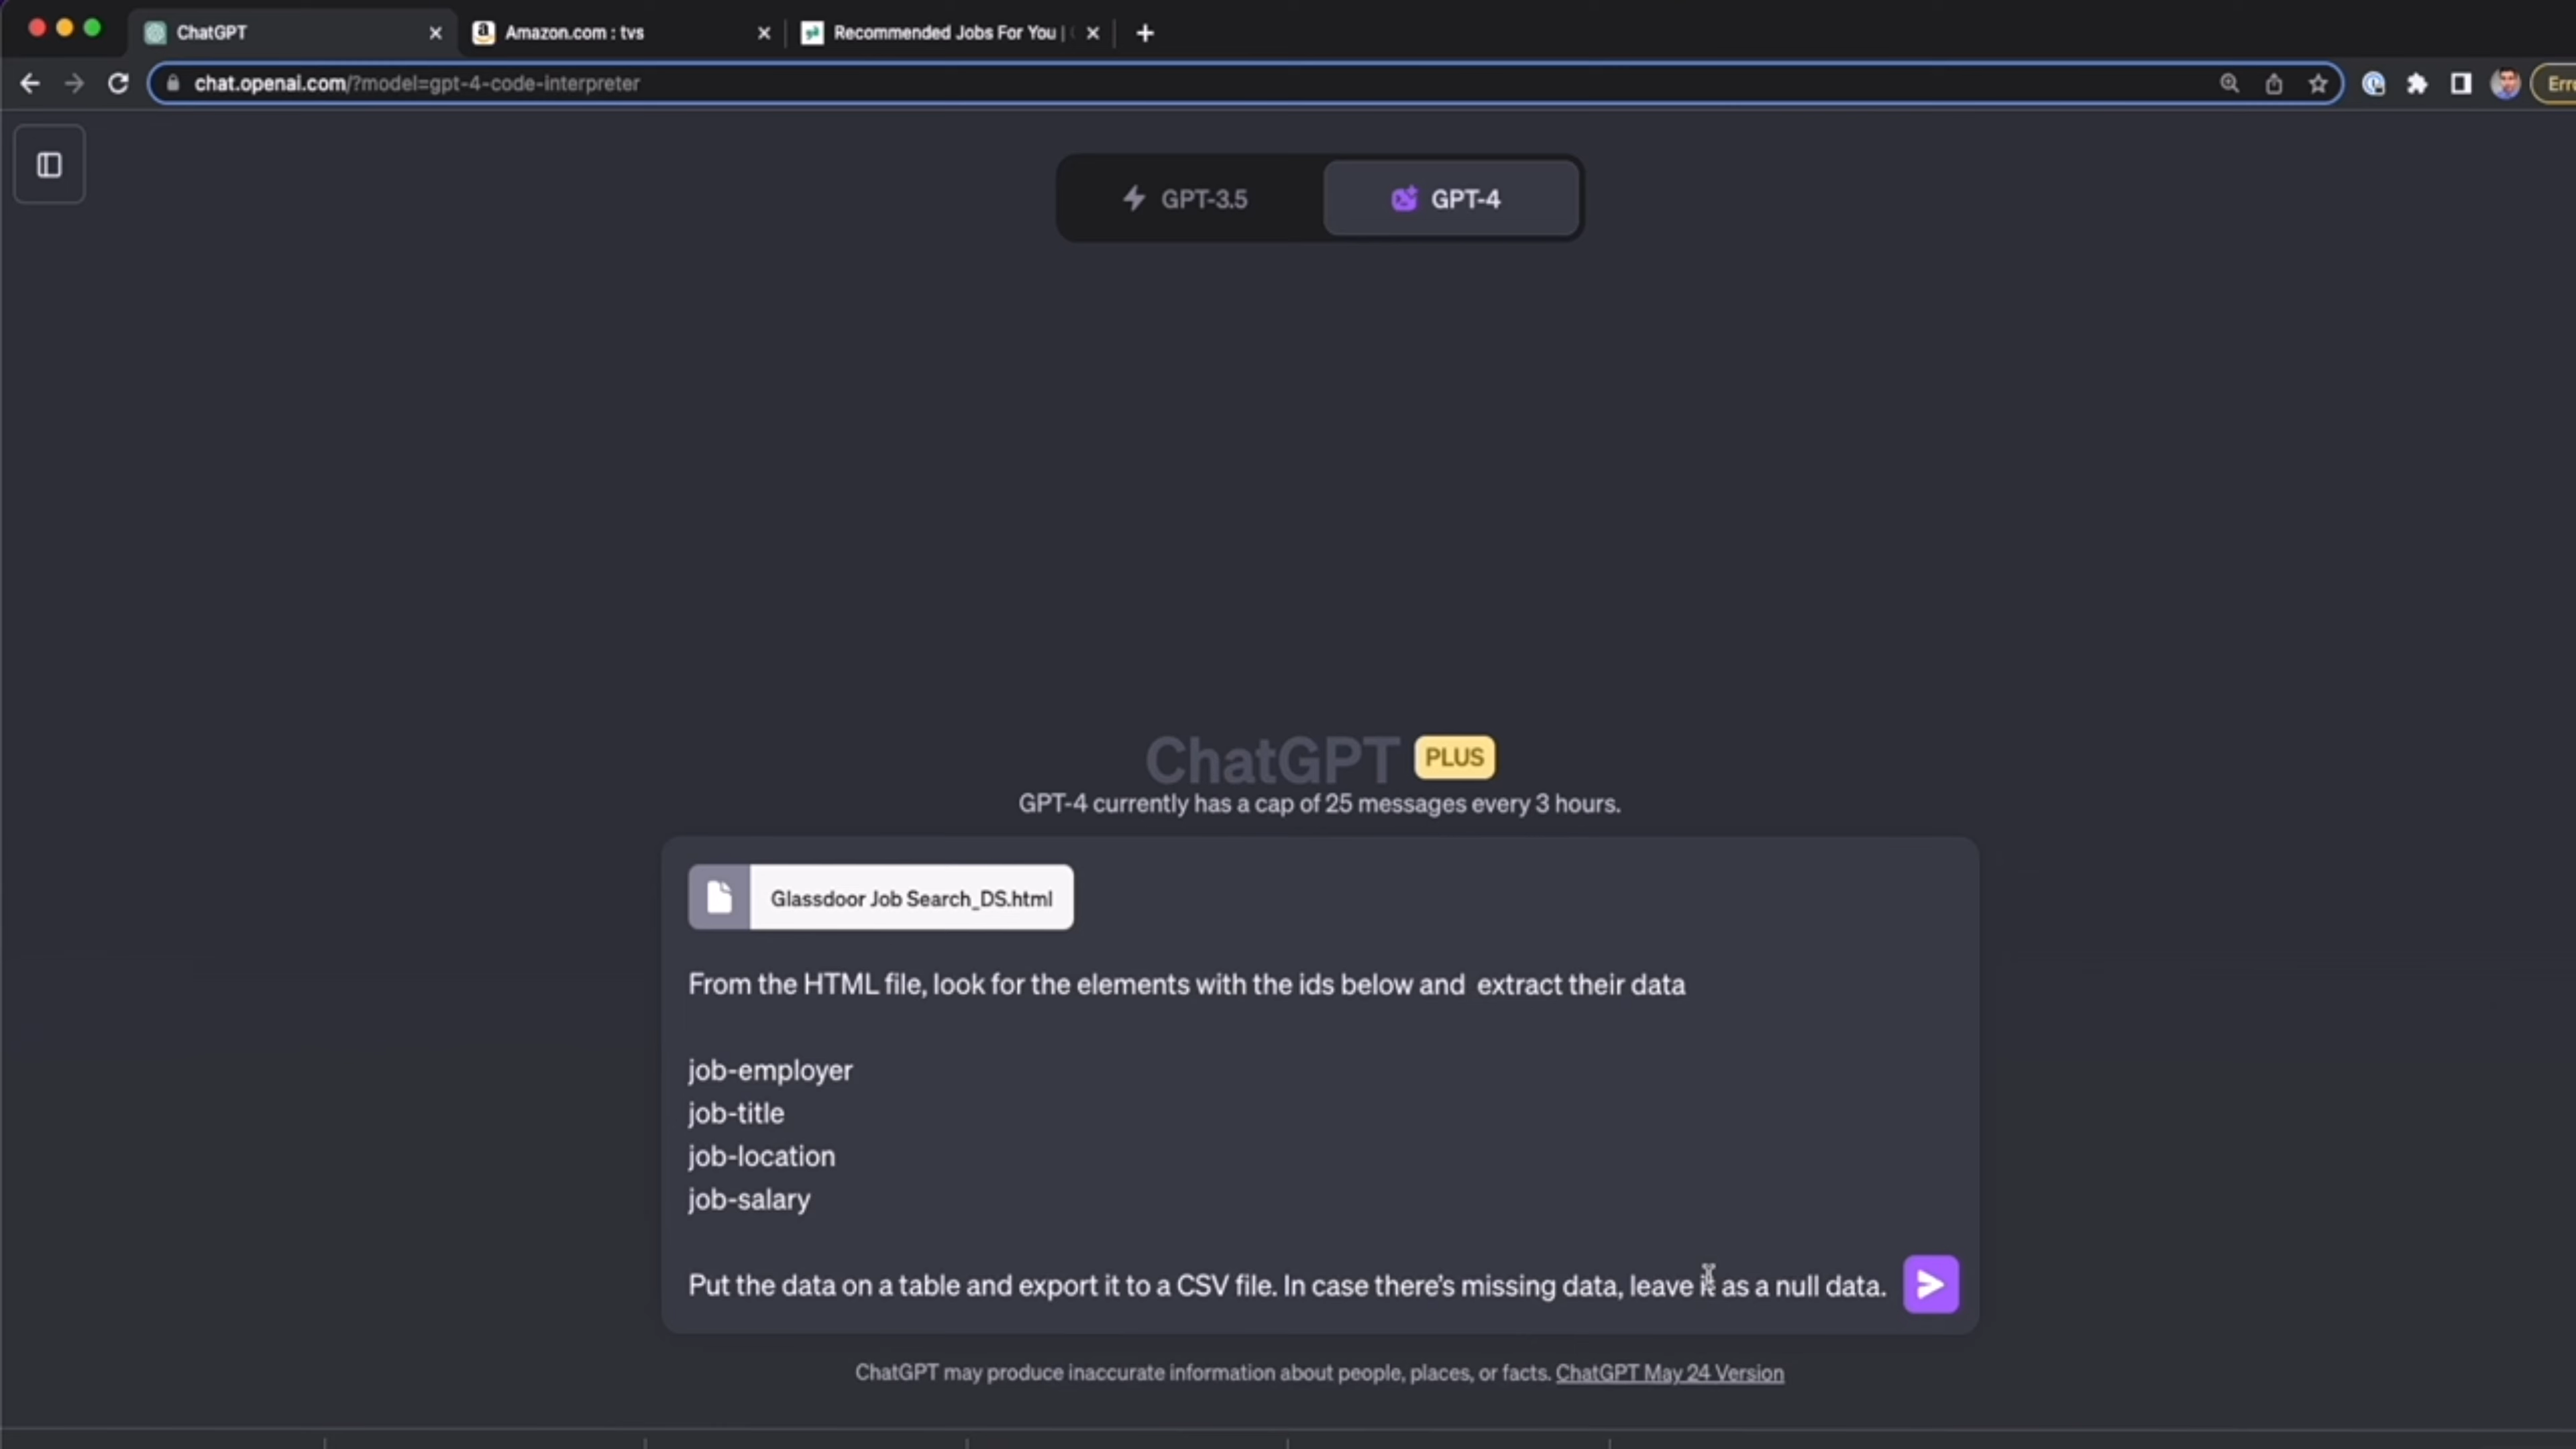 ChatGPT
Amazon.com : tvs
Recommended Jobs For You |
chat.openai.com/?model=gpt-4-code-interpreter
GPT-3.5
GPT-4
ChatGPT PLUS
GPT-4 currently has a cap of 25 messages every 3 hours.
Glassdoor Job Search_DS.html
From the HTML file, look for the elements with the ids below and  extract their data
job-employer
job-title
job-location
job-salary
Put the data on a table and export it to a CSV file. In case there's missing data, leave it as a null data.
ChatGPT may produce inaccurate information about people, places, or facts. ChatGPT May 24 Version